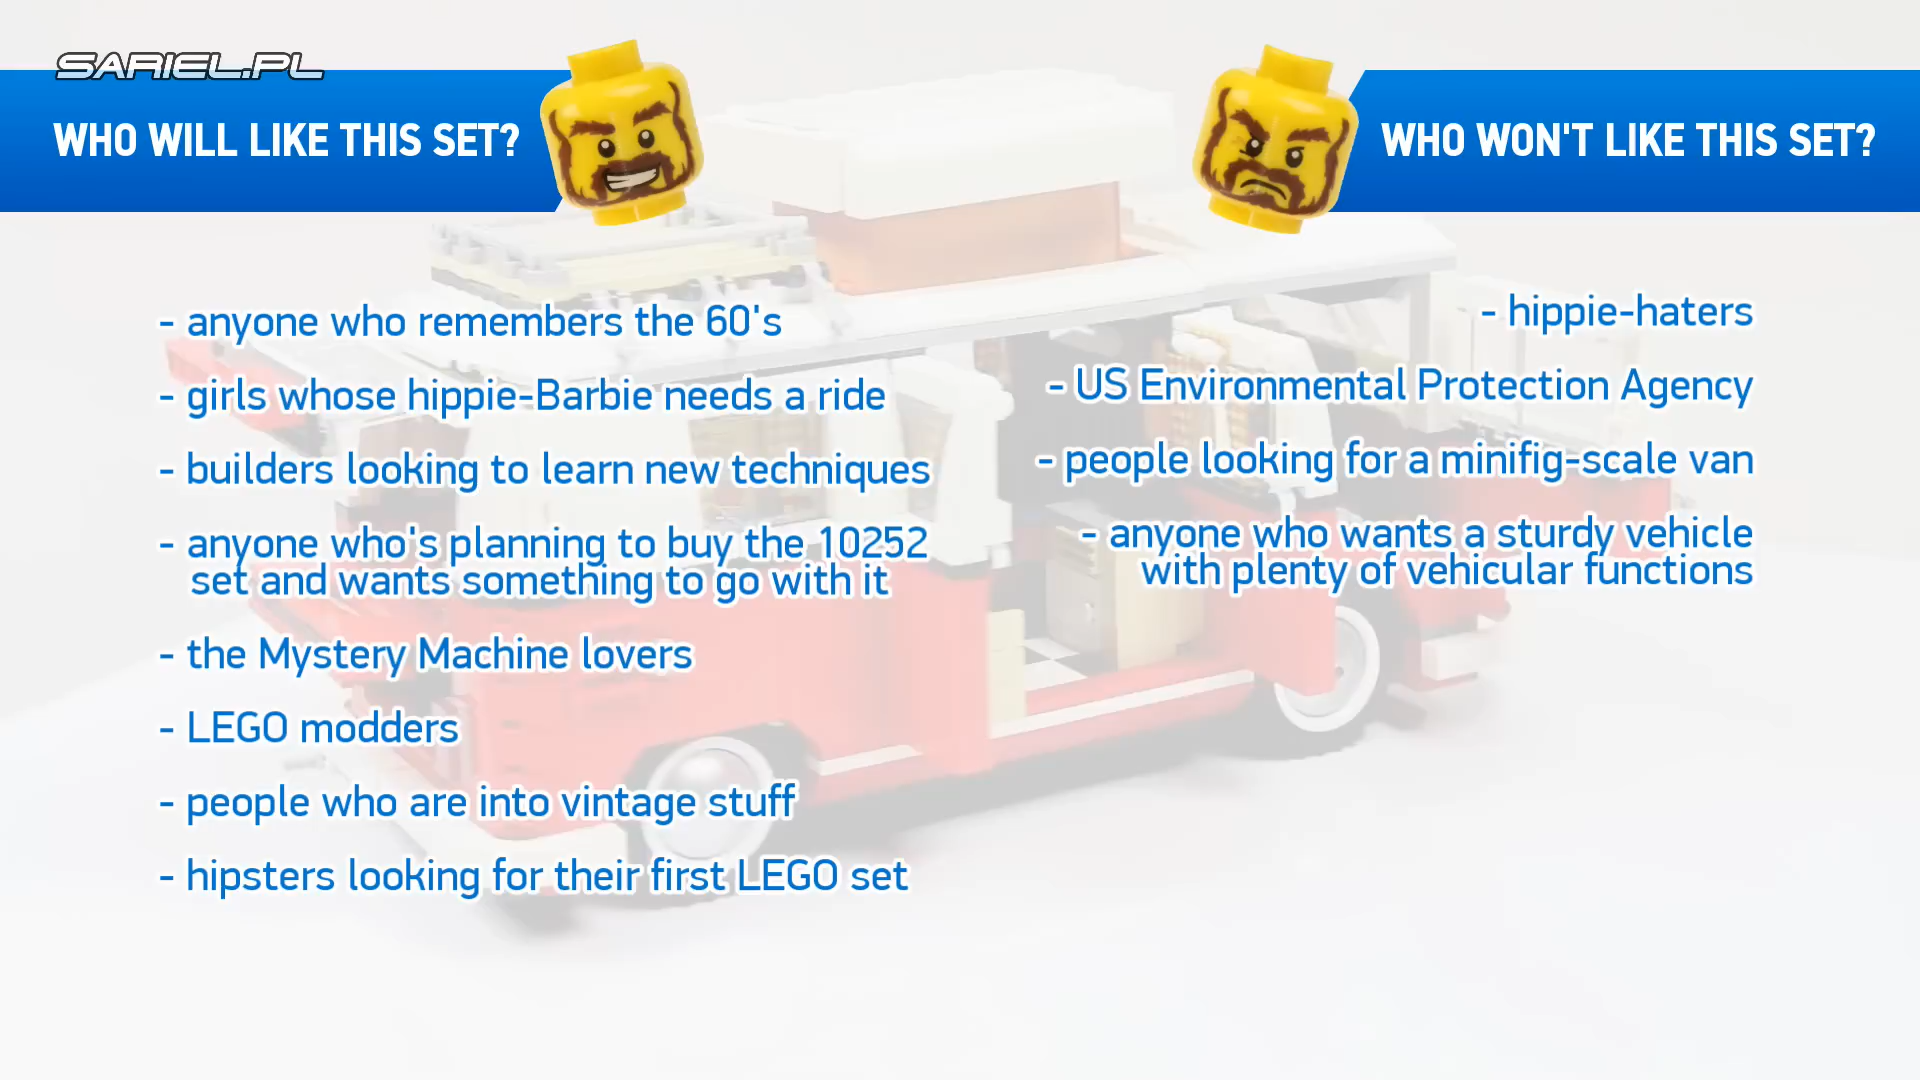 SARIEL.PL
WHO WILL LIKE THIS SET?
- anyone who remembers the 60's
- girls whose hippie-Barbie needs a ride
- builders looking to learn new techniques
- anyone who's planning to buy the 10252
set and wants something to go with it
- the Mystery Machine lovers
- LEGO modders
- people who are into vintage stuff
- hipsters looking for their first LEGO set
WHO WON'T LIKE THIS SET?
- hippie-haters
- US Environmental Protection Agency
- people looking for a minifig-scale van
- anyone who wants a sturdy vehicle
with plenty of vehicular functions